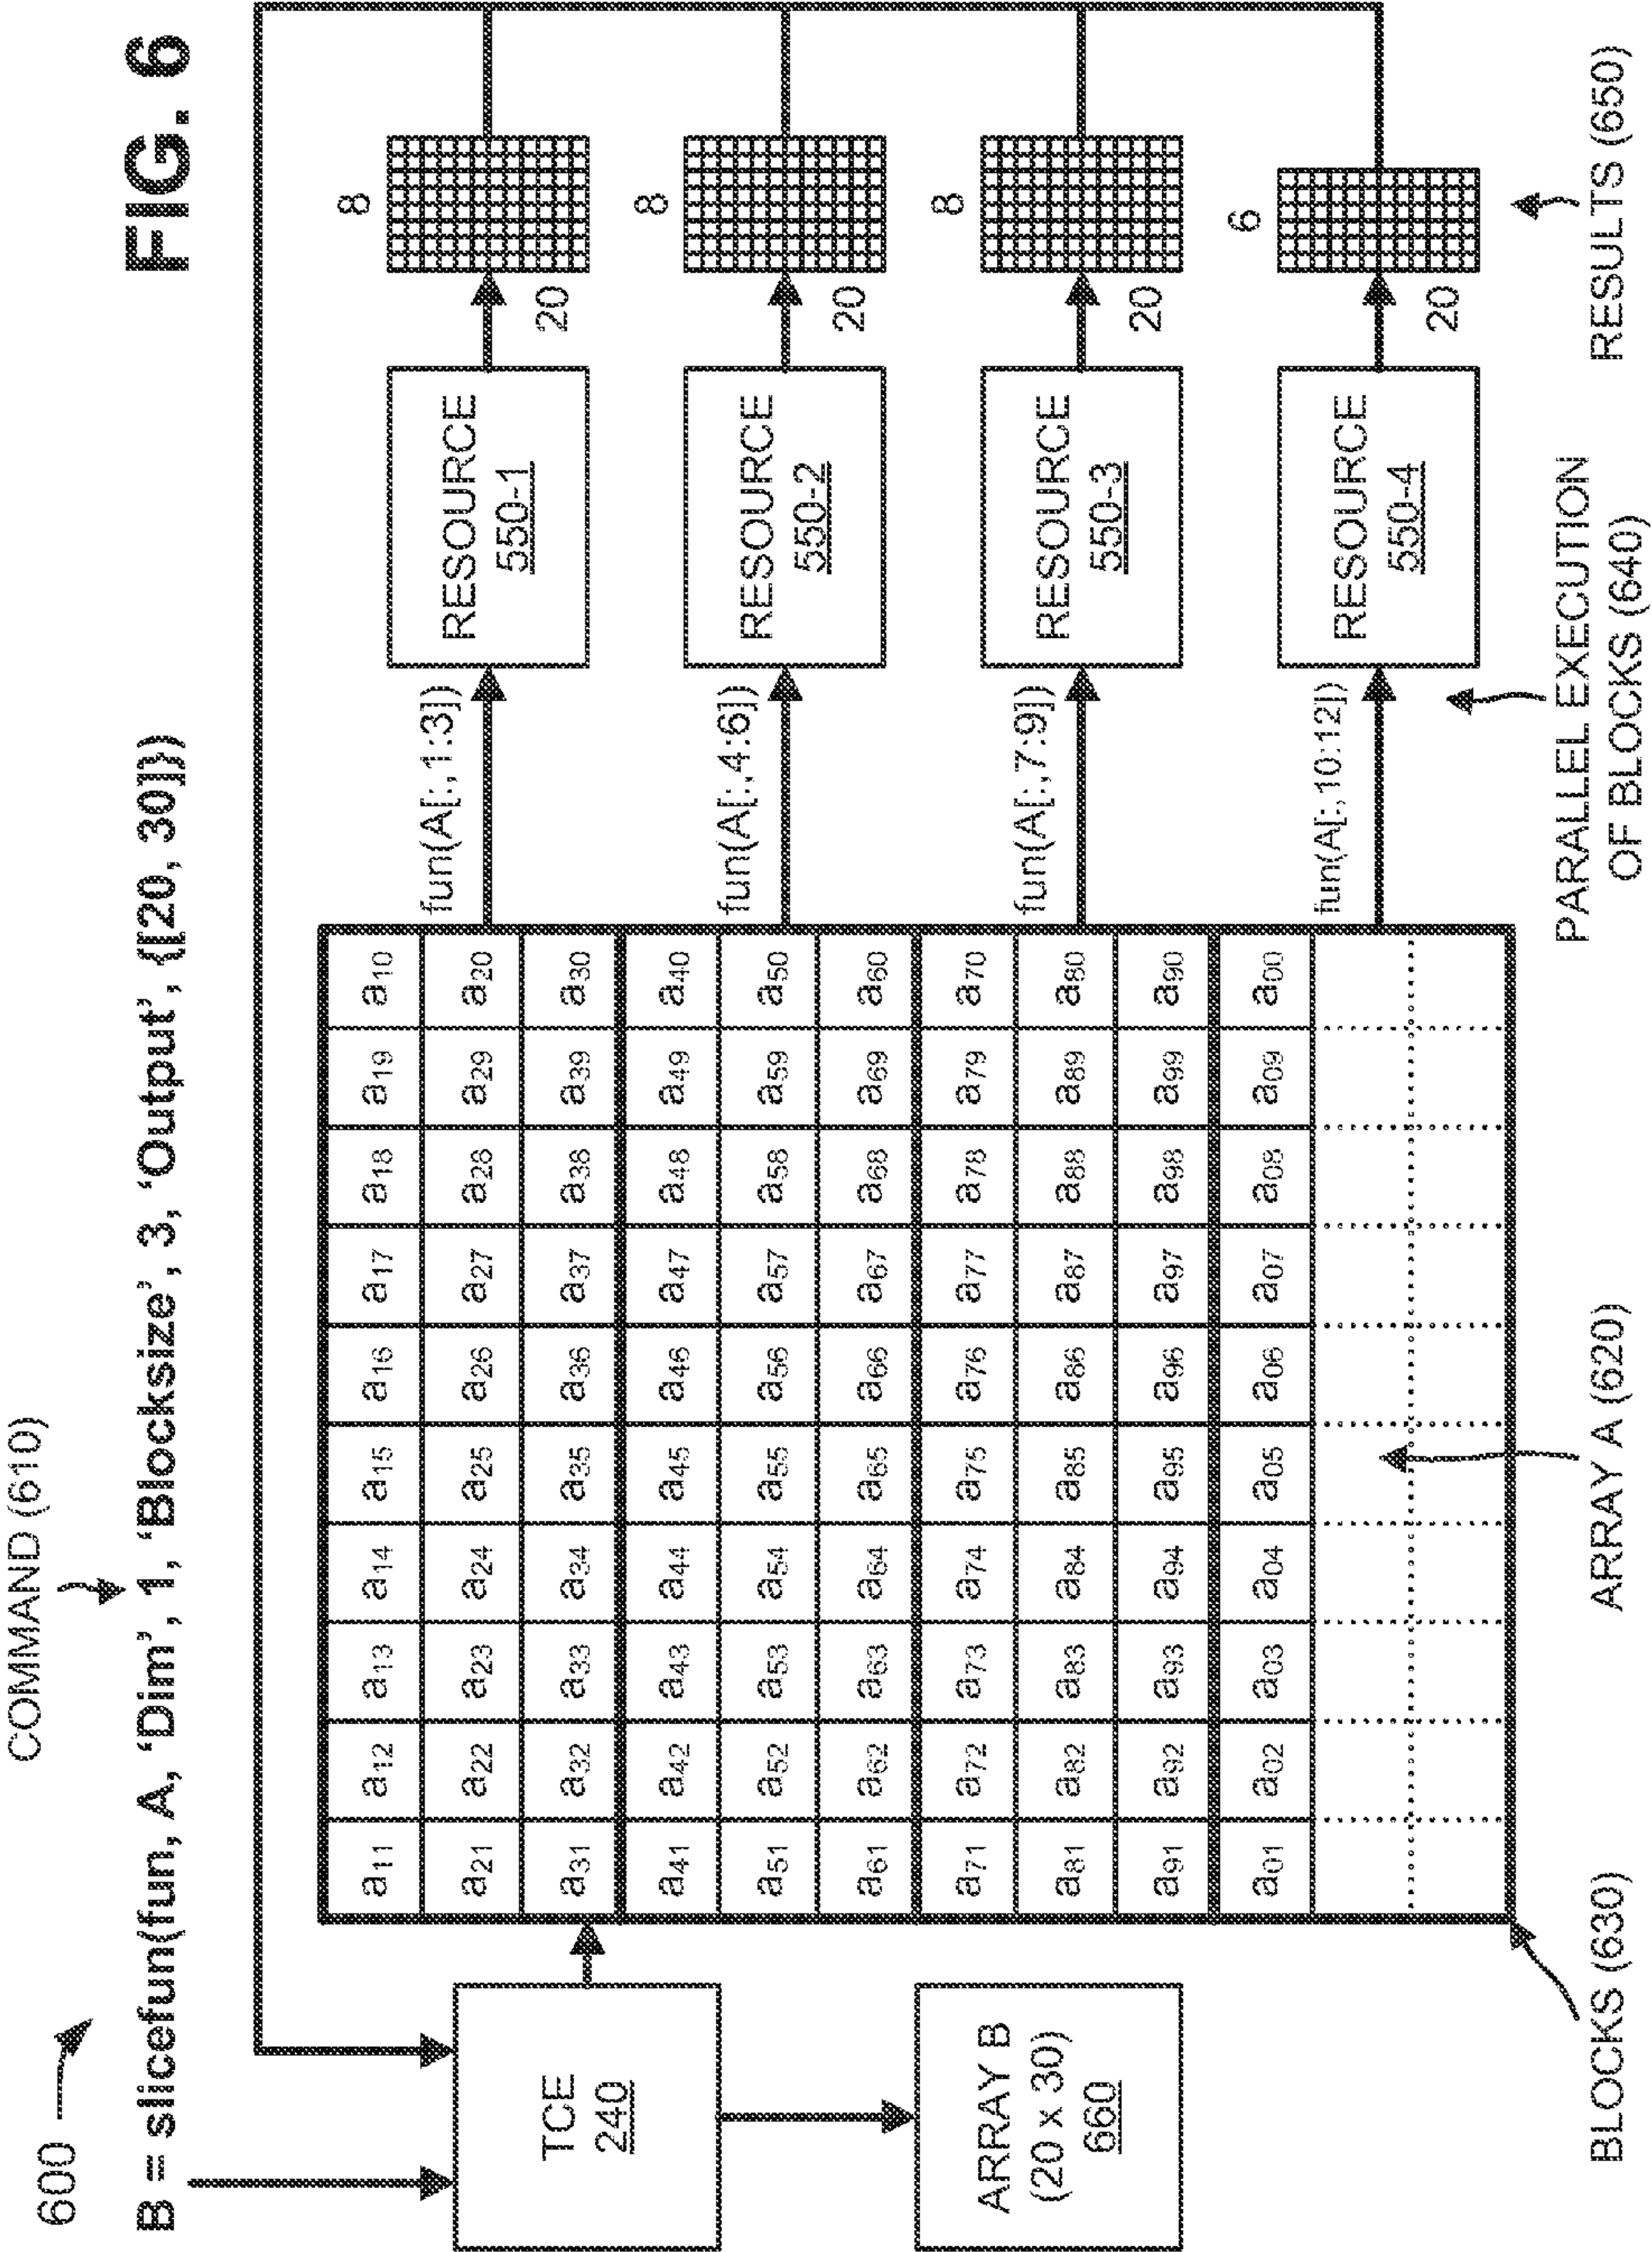 FIG. 6
600
COMMAND (610)
B = slicefun(fun, A, ‘Dim’, 1, ‘Blocksize’, 3, ‘Output’, {[20, 30]})
TCE
240
ARRAY B
(20 x 30)
660
a11 a12 a13 a14 a15 a16 a17 a18 a19 a10
a21 a22 a23 a24 a25 a26 a27 a28 a29 a20
a31 a32 a33 a34 a35 a36 a37 a38 a39 a30
a41 a42 a43 a44 a45 a46 a47 a48 a49 a40
a51 a52 a53 a54 a55 a56 a57 a58 a59 a50
a61 a62 a63 a64 a65 a66 a67 a68 a69 a60
a71 a72 a73 a74 a75 a76 a77 a78 a79 a70
a81 a82 a83 a84 a85 a86 a87 a88 a89 a80
a91 a92 a93 a94 a95 a96 a97 a98 a99 a90
a01 a02 a03 a04 a05 a06 a07 a08 a09 a00
fun(A[:,1:3])
RESOURCE
550-1
20
8
fun(A[:,4:6])
RESOURCE
550-2
20
8
fun(A[:,7:9])
RESOURCE
550-3
20
8
fun(A[:,10:12])
RESOURCE
550-4
20
6
BLOCKS (630)
ARRAY A (620)
PARALLEL EXECUTION
OF BLOCKS (640)
RESULTS (650)